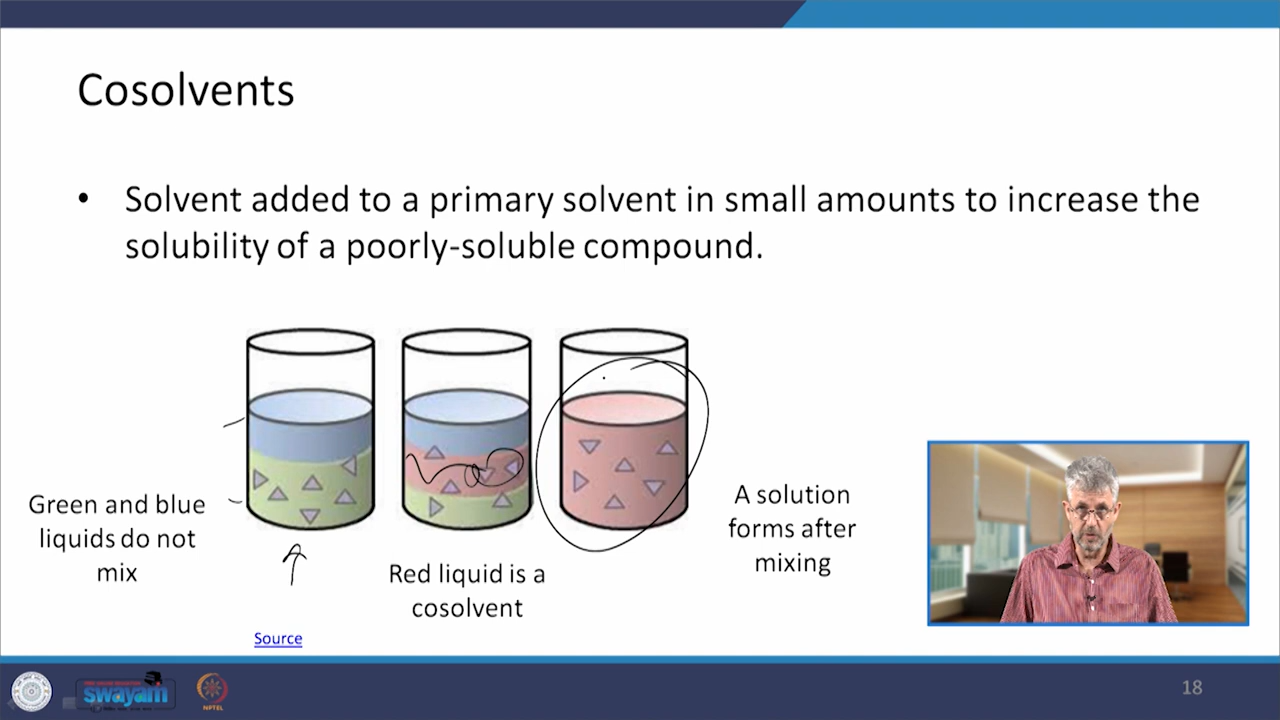 Cosolvents
• Solvent added to a primary solvent in small amounts to increase the
solubility of a poorly-soluble compound.
Green and blue
liquids do not
mix
Red liquid is a
cosolvent
A solution
forms after
mixing
Source
swayam
NPTEL
18